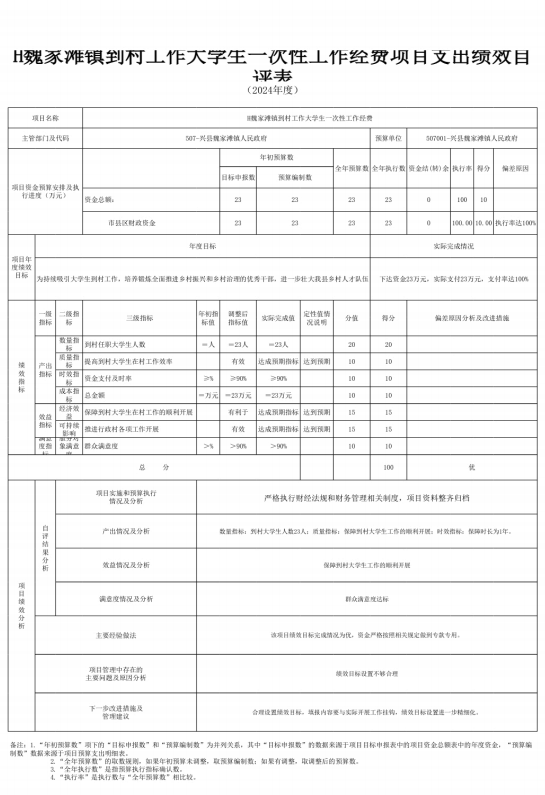 H魏家滩镇到村工作大学生一次性工作经费项目支出绩效自
评表
（2024年度）
项目名称 H魏家滩镇到村工作大学生一次性工作经费
主管部门及代码 507-兴县魏家滩镇人民政府 预算单位 507001-兴县魏家滩镇人民政府
项目资金预算安排及执行进度（万元） 年初预算数 全年预算数 全年执行数 资金结(转)余 执行率 得分 偏差原因
目标申报数 预算编制数
资金总额: 23 23 23 23 0 100 10
市县区财政资金 23 23 23 23 0 100.00 10.00 执行率达100%
项目年度绩效目标 年度目标 实际完成情况
为持续吸引大学生到村工作，培养锻炼全面推进乡村振兴和乡村治理的优秀干部，进一步壮大我县乡村人才队伍 下达资金23万元，实际支付23万元，支付率达100%
绩效指标 一级指标 二级指标 三级指标 年初指标值 调整后指标值 实际完成值 定性值情况说明 分值 得分 偏差原因分析及改进措施
产出指标 数量指标 到村任职大学生人数 =人 =23人 =23人 20 20
质量指标 提高到村大学生在村工作效率 有效 达成预期指标 达到预期 10 10
时效指标 资金支付及时率 ≥% ≥90% ≥90% 10 10
成本指标 总金额 =万元 =23万元 =23万元 10 10
效益指标 经济效益 保障到村大学生在村工作的顺利开展 有利于 达成预期指标 达到预期 15 15
可持续影响 推进行政村各项工作开展 有效 达成预期指标 达到预期 15 15
满意度指标 服务对象满意度 群众满意度 >% >90% >90% 10 10
总 分 100 优
项目绩效分析 自评结果分析 项目实施和预算执行情况及分析 严格执行财经法规和财务管理相关制度，项目资料整齐归档
产出情况及分析 数量指标：到村大学生人数23人；质量指标：保障到村大学生工作的顺利开展；时效指标：保障时长为1年。
效益情况及分析 保障到村大学生工作的顺利开展
满意度情况及分析 群众满意度达标
主要经验做法 该项目绩效目标完成情况为优，资金严格按照相关规定做到专款专用。
项目管理中存在的主要问题及原因分析 绩效目标设置不够合理
下一步改进措施及管理建议 合理设置绩效目标，填报内容要与实际开展工作挂钩，绩效目标设置进一步精细化。
备注：1.“年初预算数”项下的“目标申报数”和“预算编制数”为并列关系，其中“目标申报数”的数据来源于项目目标申报表中的项目资金总额表中的年度资金，“预算编
制数”数据来源于项目预算支出明细表。
2.“全年预算数”的取数规则，如果年初预算未调整，取预算编制数；如果有调整，取调整后的预算数。
3.“全年执行数”是指预算执行指标确认数。
4.“执行率”是执行数与“全年预算数”相比较。